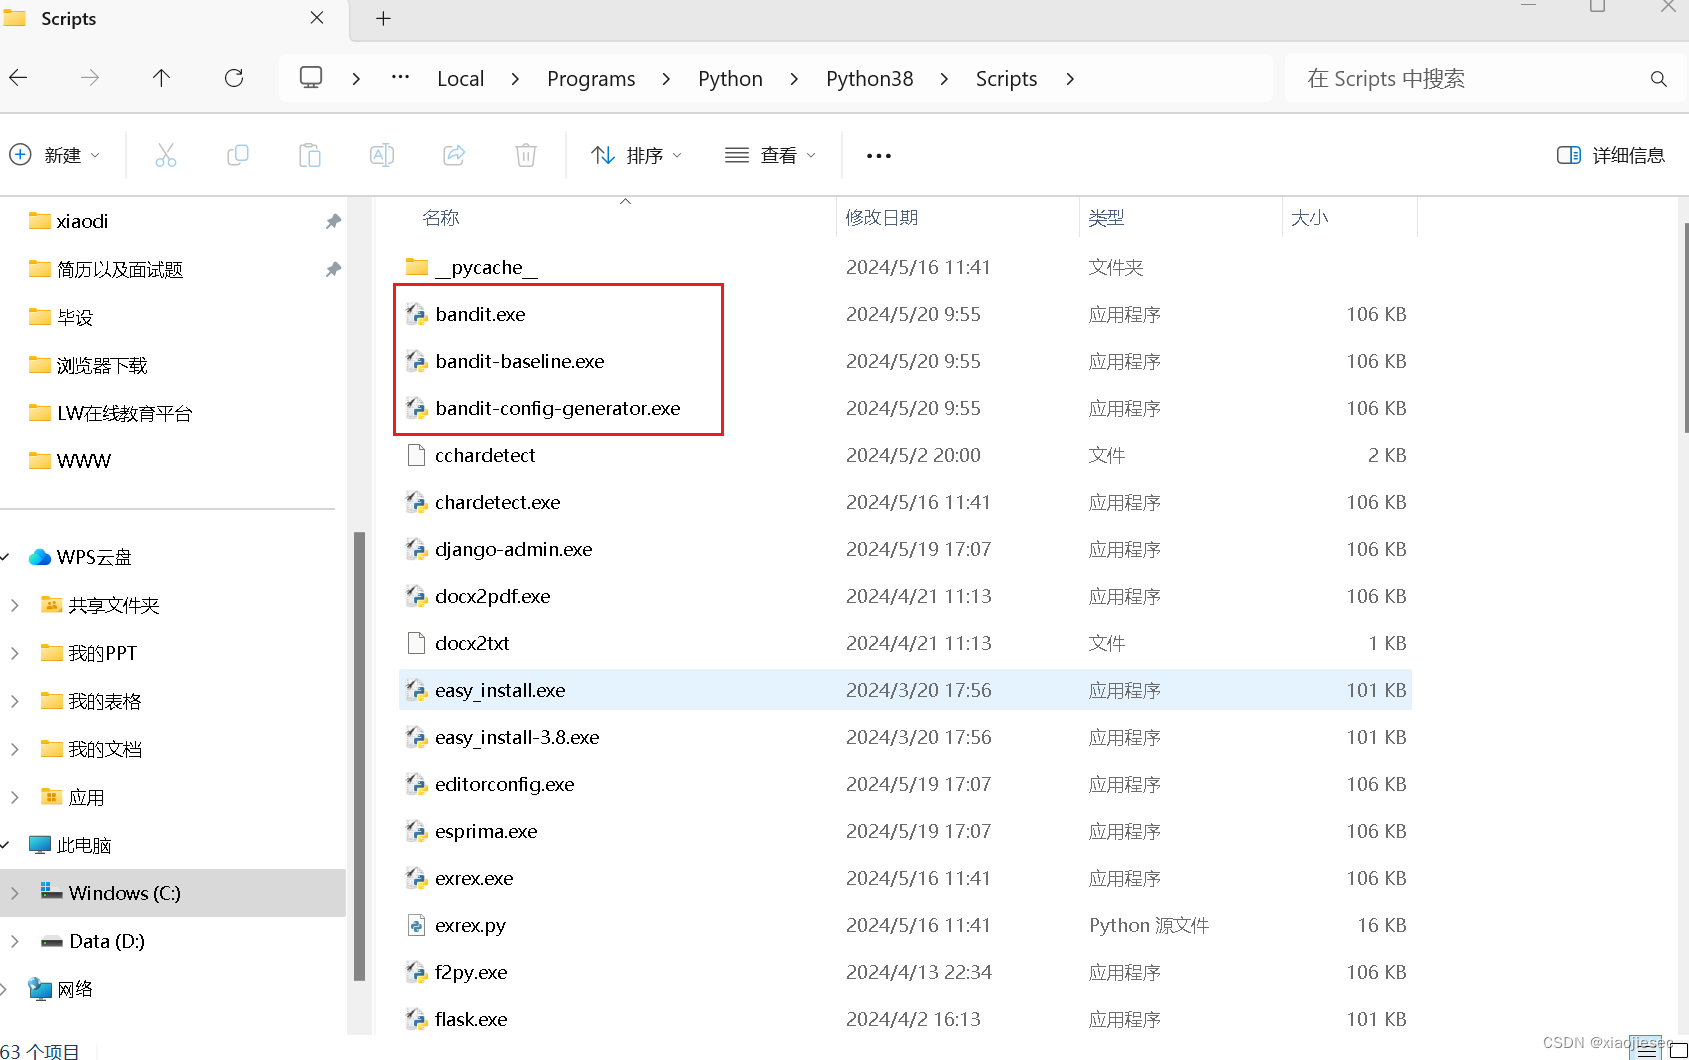 Scripts
Local Programs Python Python38 Scripts
在 Scripts 中搜索
新建 排序 查看 详细信息
xiaodi
简历以及面试题
毕设
浏览器下载
LW在线教育平台
WWW
WPS云盘
共享文件夹
我的PPT
我的表格
我的文档
应用
此电脑
Windows (C:)
Data (D:)
网络
名称 修改日期 类型 大小
__pycache__ 2024/5/16 11:41 文件夹
bandit.exe 2024/5/20 9:55 应用程序 106 KB
bandit-baseline.exe 2024/5/20 9:55 应用程序 106 KB
bandit-config-generator.exe 2024/5/20 9:55 应用程序 106 KB
cchardetect 2024/5/2 20:00 文件 2 KB
chardetect.exe 2024/5/16 11:41 应用程序 106 KB
django-admin.exe 2024/5/19 17:07 应用程序 106 KB
docx2pdf.exe 2024/4/21 11:13 应用程序 106 KB
docx2txt 2024/4/21 11:13 文件 1 KB
easy_install.exe 2024/3/20 17:56 应用程序 101 KB
easy_install-3.8.exe 2024/3/20 17:56 应用程序 101 KB
editorconfig.exe 2024/5/19 17:07 应用程序 106 KB
esprima.exe 2024/5/19 17:07 应用程序 106 KB
exrex.exe 2024/5/16 11:41 应用程序 106 KB
exrex.py 2024/5/16 11:41 Python 源文件 16 KB
f2py.exe 2024/4/13 22:34 应用程序 106 KB
flask.exe 2024/4/2 16:13 应用程序 101 KB
63 个项目
CSDN @xiaojiesec